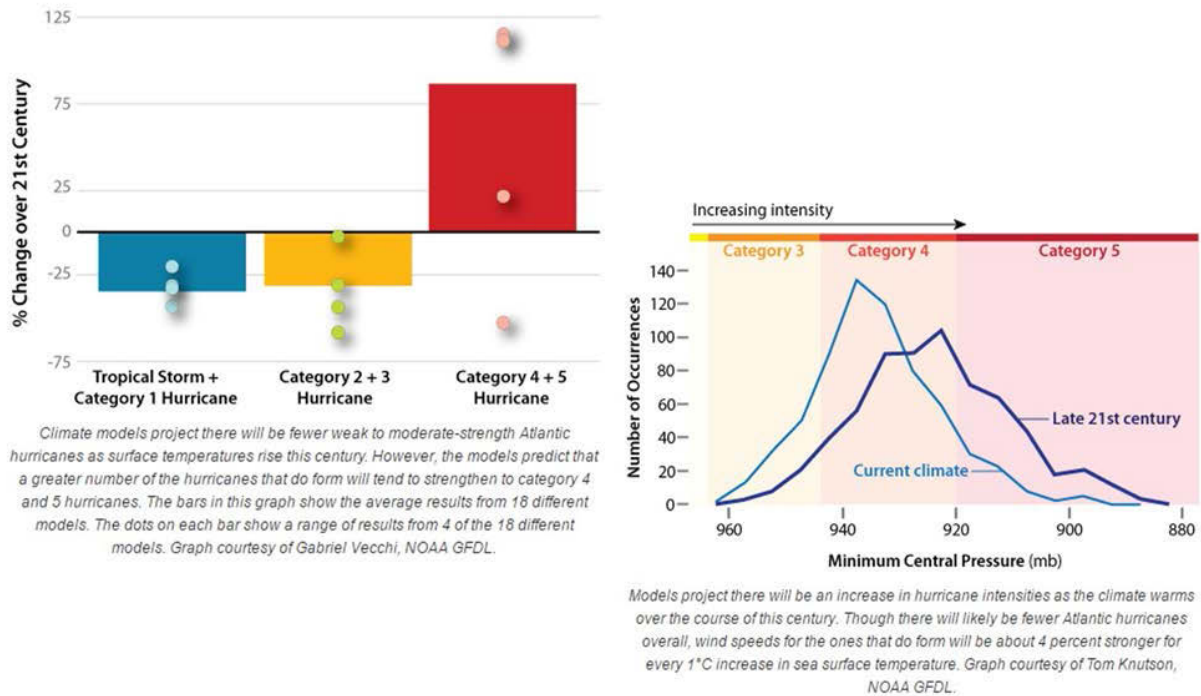 % Change over 21st Century
125
75
25
0
-25
-75
Tropical Storm +
Category 1 Hurricane
Category 2 + 3
Hurricane
Category 4 + 5
Hurricane
Climate models project there will be fewer weak to moderate-strength Atlantic
hurricanes as surface temperatures rise this century. However, the models predict that
a greater number of the hurricanes that do form will tend to strengthen to category 4
and 5 hurricanes. The bars in this graph show the average results from 18 different
models. The dots on each bar show a range of results from 4 of the 18 different
models. Graph courtesy of Gabriel Vecchi, NOAA GFDL.
Increasing intensity
Category 3
Category 4
Category 5
Number of Occurrences
140
120
100
80
60
40
20
0
Late 21st century
Current climate
960
940
920
900
880
Minimum Central Pressure (mb)
Models project there will be an increase in hurricane intensities as the climate warms
over the course of this century. Though there will likely be fewer Atlantic hurricanes
overall, wind speeds for the ones that do form will be about 4 percent stronger for
every 1°C increase in sea surface temperature. Graph courtesy of Tom Knutson,
NOAA GFDL.